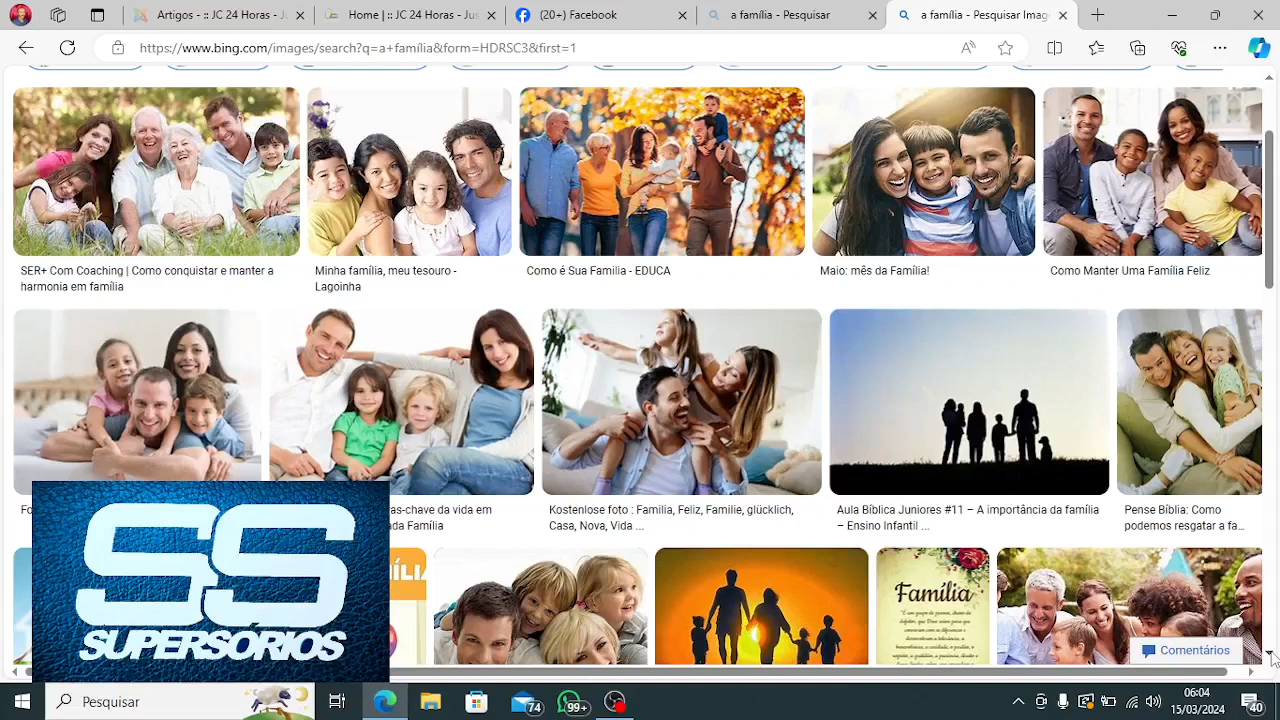 Artigos - :: JC 24 Horas - Ju
Home | :: JC 24 Horas - Jus
(20+) Facebook
a família - Pesquisar
a família - Pesquisar Imag
https://www.bing.com/images/search?q=a+família&form=HDRSC3&first=1
SER+ Com Coaching | Como conquistar e manter a
harmonia em família
Minha família, meu tesouro -
Lagoinha
Como é Sua Familia - EDUCA
Maio: mês da Família!
Como Manter Uma Família Feliz
as-chave da vida em
da Família
Kostenlose foto : Familia, Feliz, Familie, glücklich,
Casa, Nova, Vida ...
Aula Bíblica Juniores #11 – A importância da família
– Ensino Infantil ...
Pense Bíblia: Como
podemos resgatar a fa...
Família
SS
SUPERSÓRIOS
Comentários
Pesquisar
74
99+
06:04
15/03/2024
40